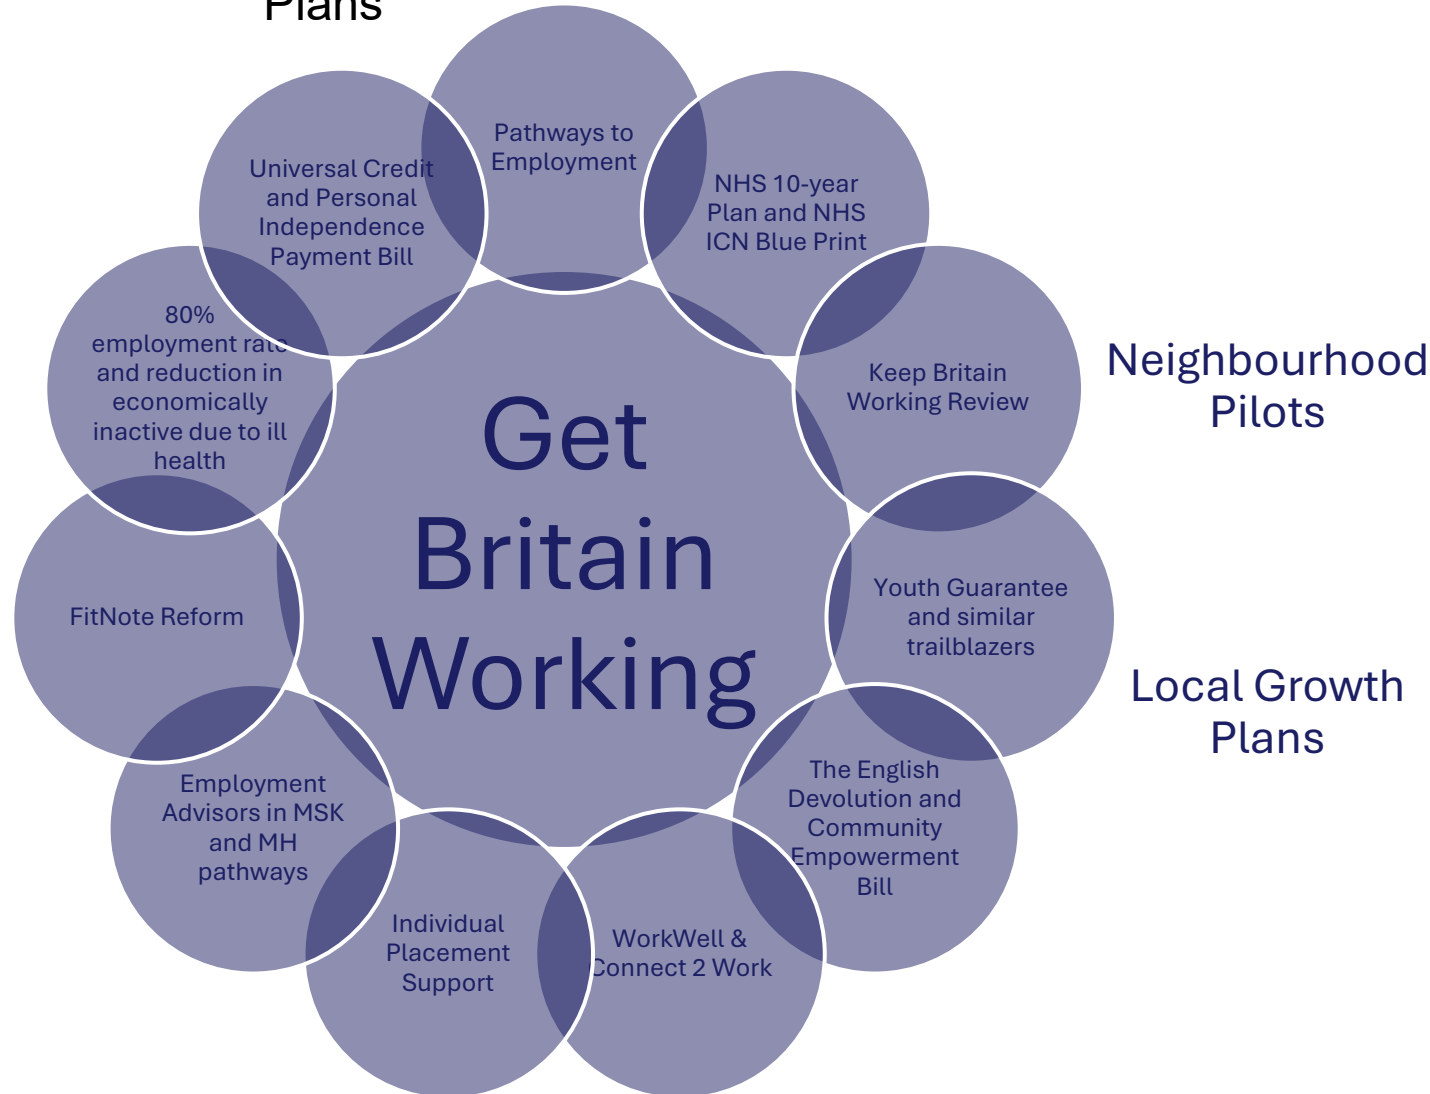 Plans
Pathways to
Employment
Universal Credit
and Personal
Independence
Payment Bill
NHS 10-year
Plan and NHS
ICN Blue Print
80%
employment rate
and reduction in
economically
inactive due to ill
health
Keep Britain
Working Review
Neighbourhood
Pilots
Get
Britain
Working
FitNote Reform
Youth Guarantee
and similar
trailblazers
Local Growth
Plans
Employment
Advisors in MSK
and MH
pathways
The English
Devolution and
Community
Empowerment
Bill
Individual
Placement
Support
WorkWell &
Connect 2 Work